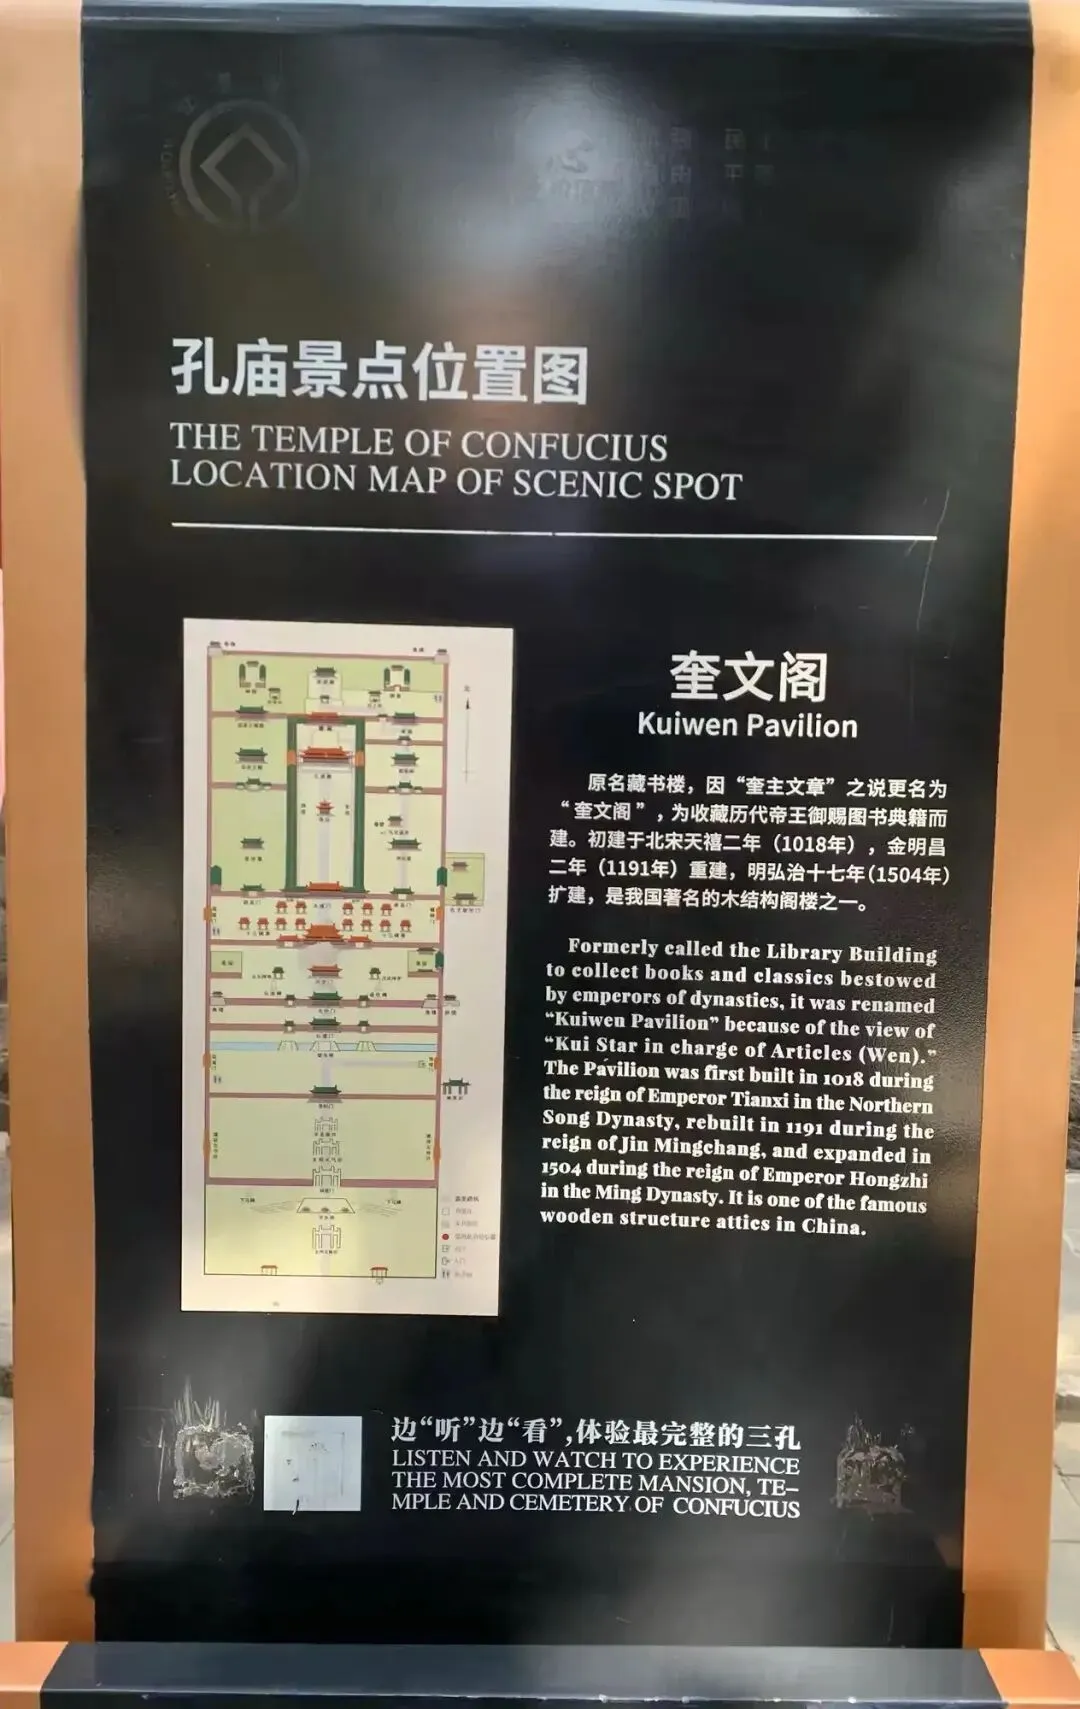 孔庙景点位置图
THE TEMPLE OF CONFUCIUS
LOCATION MAP OF SCENIC SPOT
奎文阁
Kuiwen Pavilion
原名藏书楼，因“奎主文章”之说更名为
“奎文阁”，为收藏历代帝王御赐图书典籍而
建。初建于北宋天禧二年（1018年），金明昌
二年（1191年）重建，明弘治十七年(1504年)
扩建，是我国著名的木结构阁楼之一。
Formerly called the Library Building
to collect books and classics bestowed
by emperors of dynasties, it was renamed
“Kuiwen Pavilion” because of the view of
“Kui Star in charge of Articles (Wen).”
The Pavilion was first built in 1018 during
the reign of Emperor Tianxi in the Northern
Song Dynasty, rebuilt in 1191 during the
reign of Jin Mingchang, and expanded in
1504 during the reign of Emperor Hongzhi
in the Ming Dynasty. It is one of the famous
wooden structure attics in China.
北
边“听”边“看”,体验最完整的三孔
LISTEN AND WATCH TO EXPERIENCE
THE MOST COMPLETE MANSION, TE-
MPLE AND CEMETERY OF CONFUCIUS